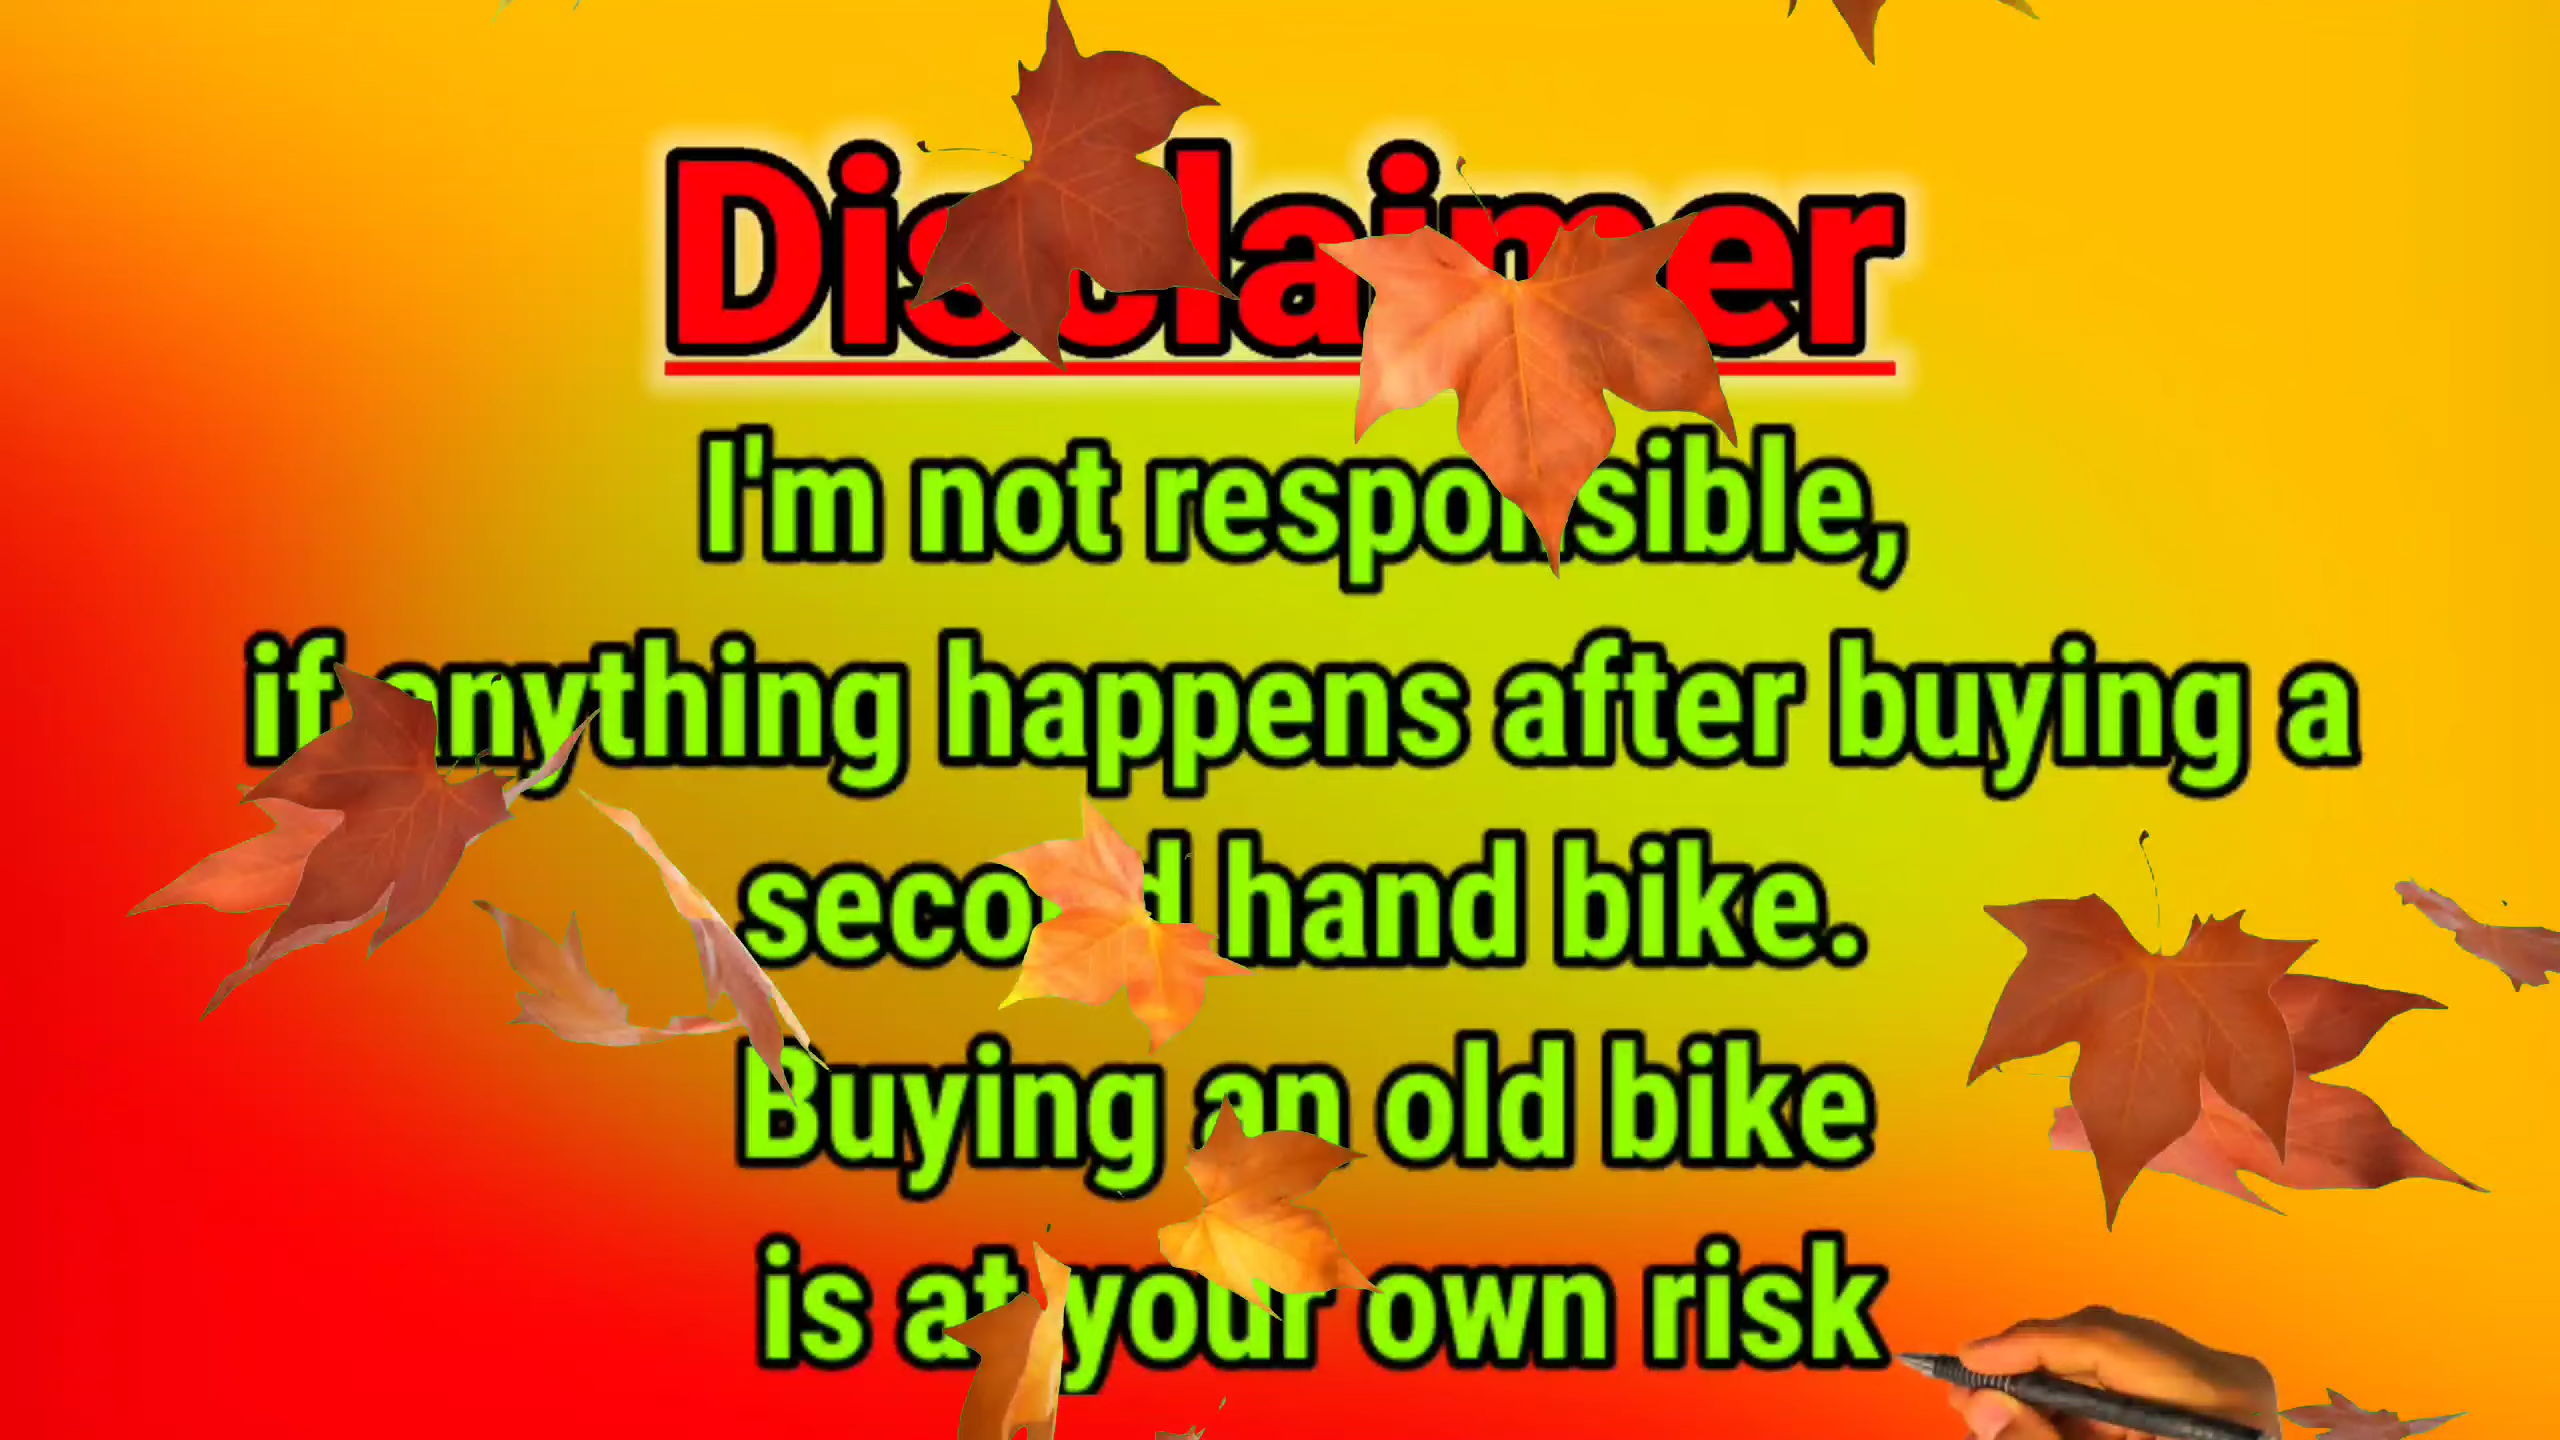 Disclaimer
I'm not responsible,
if anything happens after buying a
second hand bike.
Buying an old bike
is at your own risk